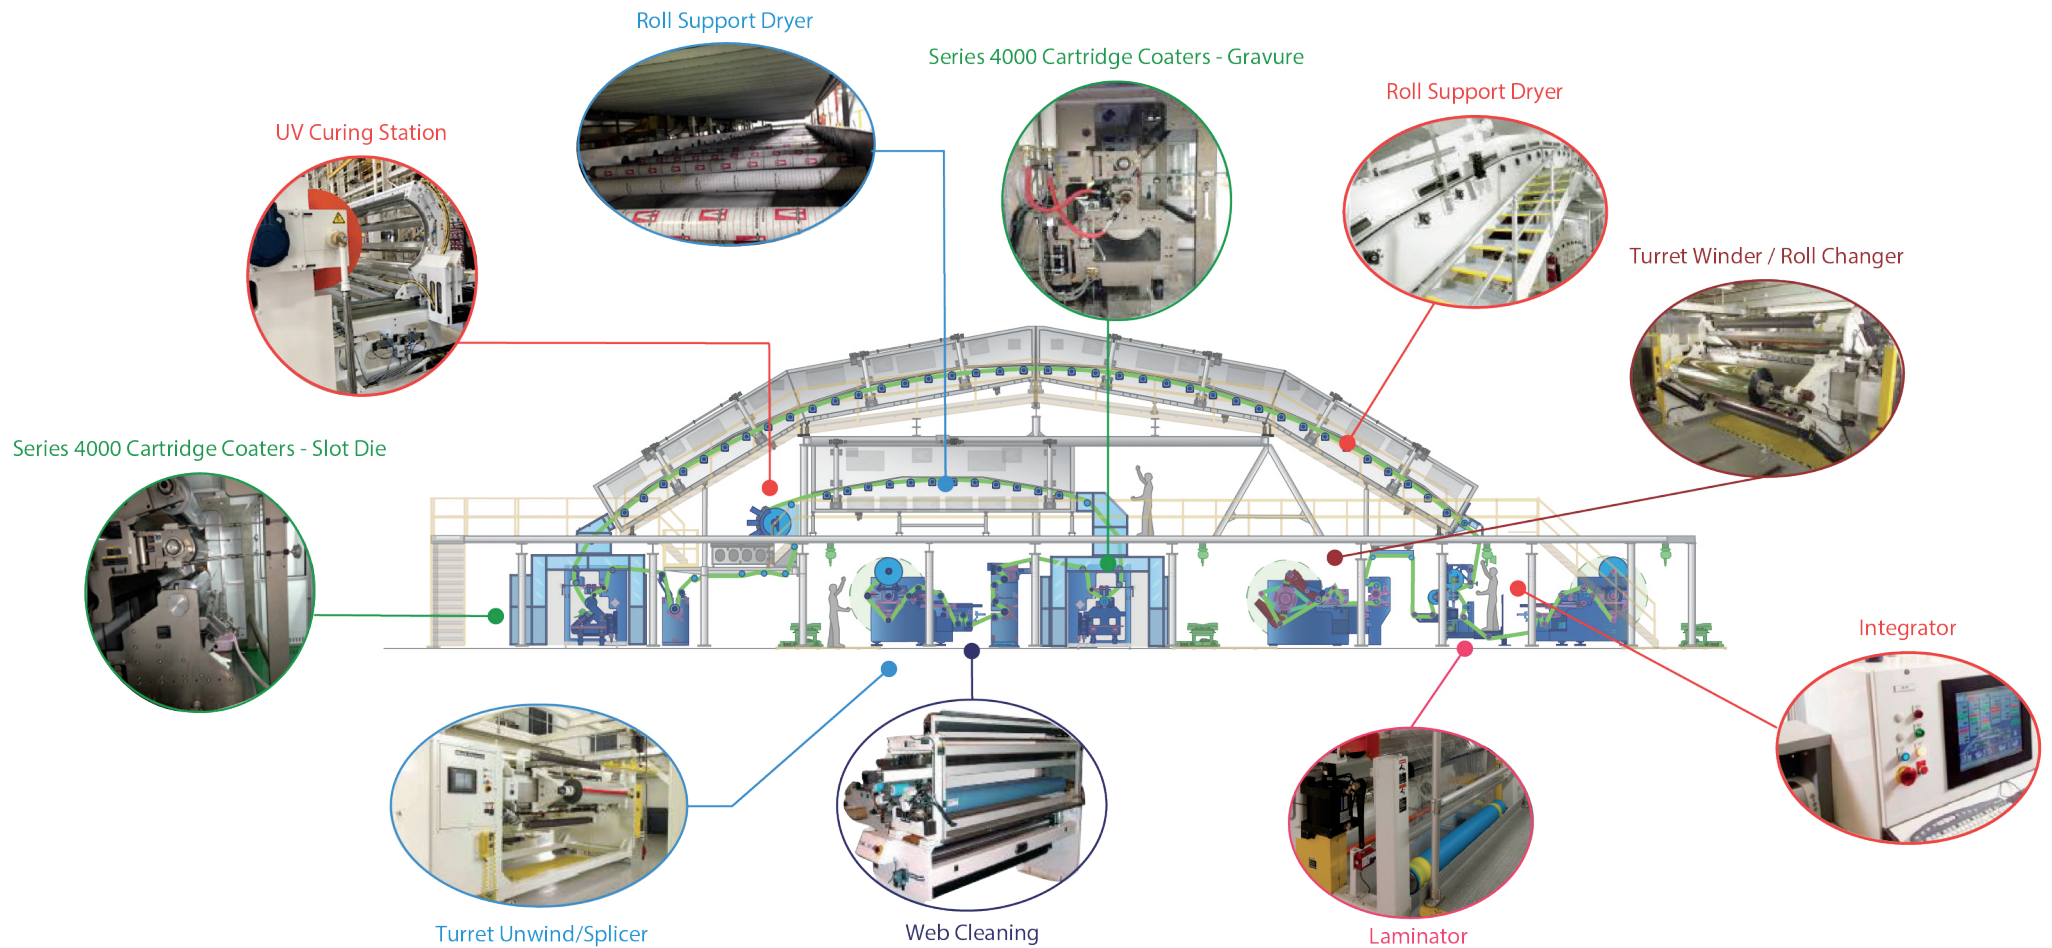 Roll Support Dryer
Series 4000 Cartridge Coaters - Gravure
Roll Support Dryer
UV Curing Station
Turret Winder / Roll Changer
Series 4000 Cartridge Coaters - Slot Die
Integrator
Turret Unwind/Splicer
Web Cleaning
Laminator